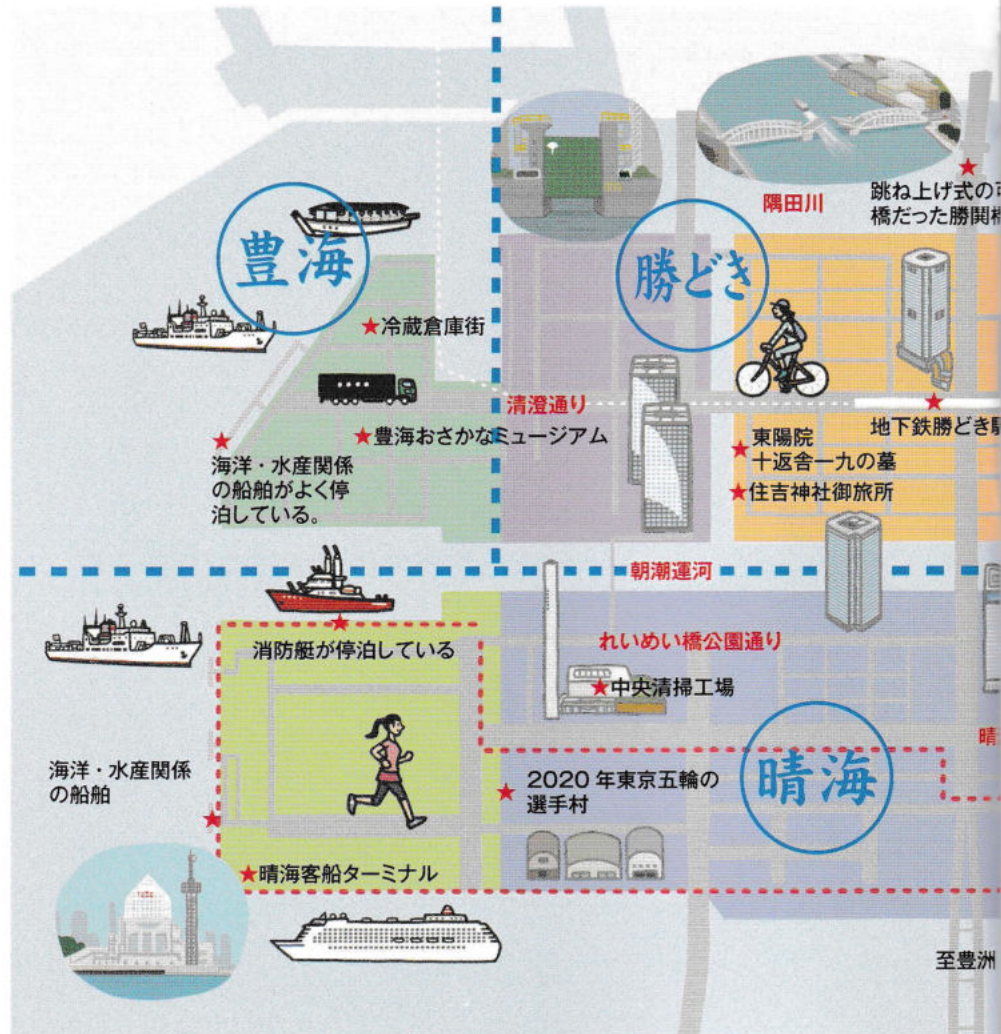 隅田川
跳ね上げ式の
橋だった勝関
豊海
勝どき
★冷蔵倉庫街
清澄通り
★豊海おさかなミュージアム
地下鉄勝どき
★東陽院
十返舎一九の墓
★住吉神社御旅所
海洋・水産関係
の船舶がよく停
泊している。
朝潮運河
消防艇が停泊している
れいめい橋公園通り
★中央清掃工場
晴
海洋・水産関係
の船舶
★2020年東京五輪の
選手村
晴海
★晴海客船ターミナル
至豊洲